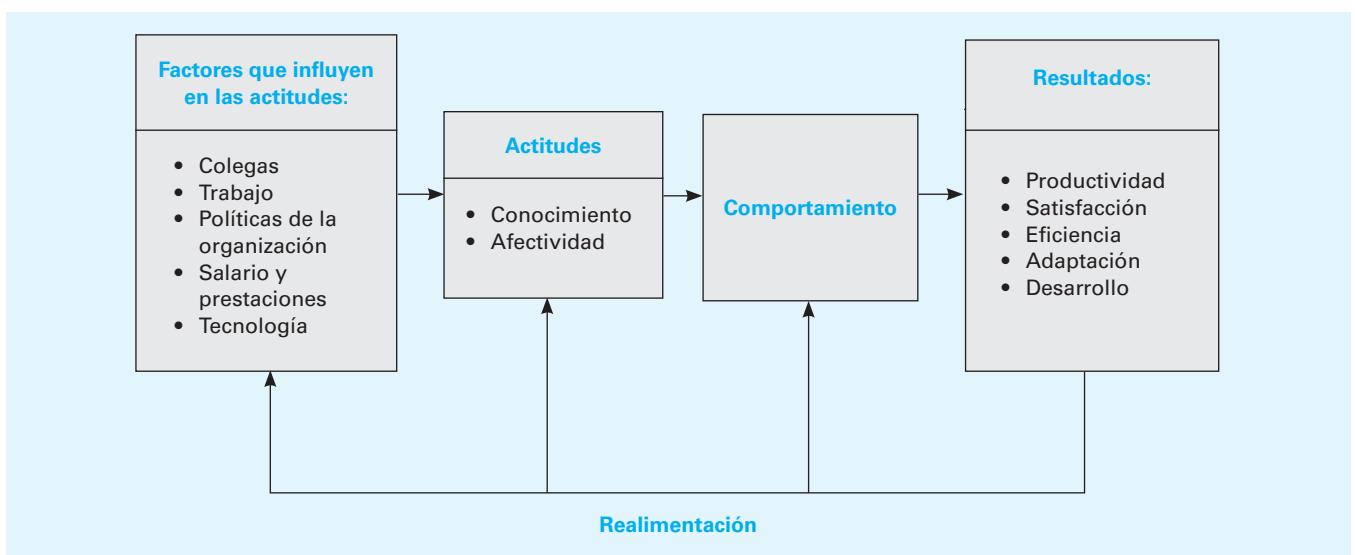 Factores que influyen
en las actitudes:
• Colegas
• Trabajo
• Políticas de la
organización
• Salario y
prestaciones
• Tecnología
Actitudes
• Conocimiento
• Afectividad
Comportamiento
Resultados:
• Productividad
• Satisfacción
• Eficiencia
• Adaptación
• Desarrollo
Realimentación